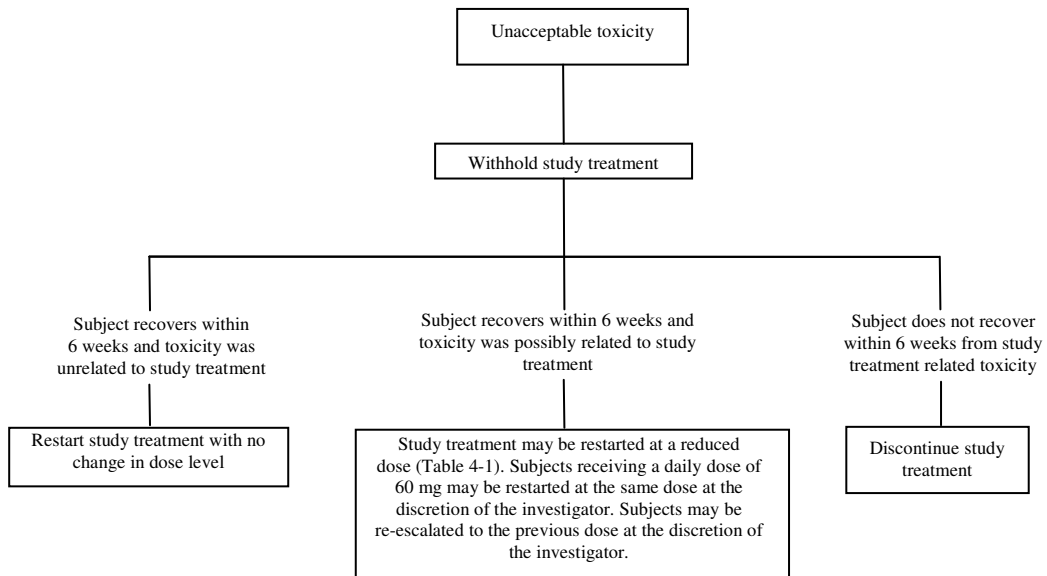 Unacceptable toxicity
Withhold study treatment
Subject recovers within
6 weeks and toxicity was
unrelated to study treatment
Subject recovers within 6 weeks and
toxicity was possibly related to study
treatment
Subject does not recover
within 6 weeks from study
treatment related toxicity
Restart study treatment with no
change in dose level
Study treatment may be restarted at a reduced
dose (Table 4-1). Subjects receiving a daily dose of
60 mg may be restarted at the same dose at the
discretion of the investigator. Subjects may be
re-escalated to the previous dose at the discretion of
the investigator.
Discontinue study
treatment